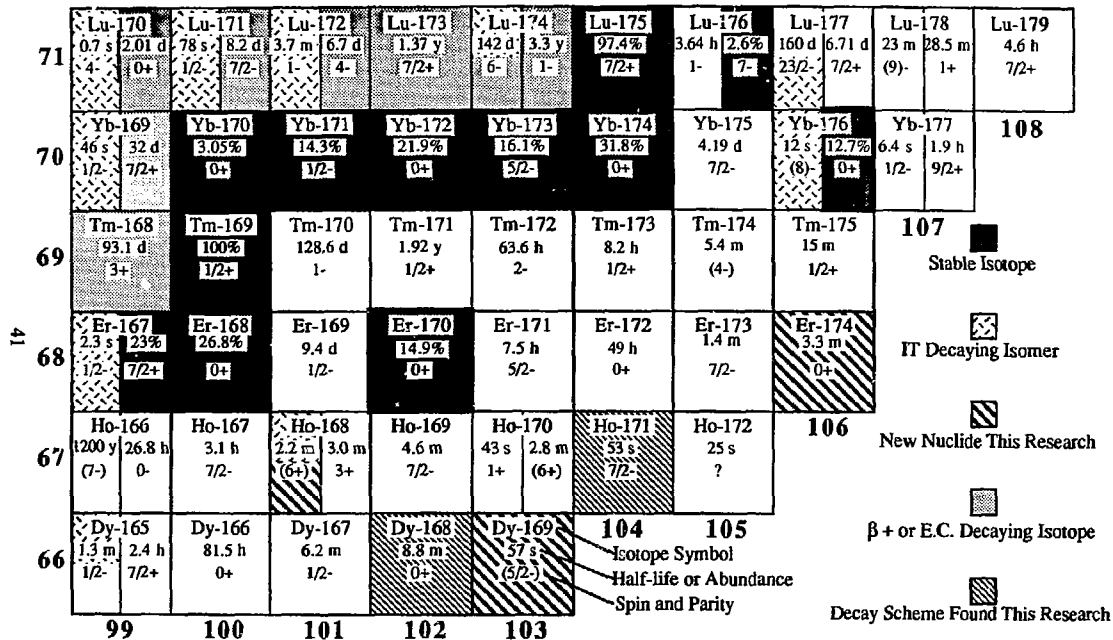 71
Lu-170 Lu-171 Lu-172 Lu-173 Lu-174 Lu-175 Lu-176 Lu-177 Lu-178 Lu-179
0.7 s 2.01 d 78 s 8.2 d 3.7 m 6.7 d 1.37 y 142 d 3.3 y 97.4% 3.64 h 2.6% 160 d 6.71 d 23 m 28.5 m 4.6 h
4- 0+ 1/2- 7/2- 1- 4- 7/2+ 6- 1- 7/2+ 1- 7- 23/2- 7/2+ (9)- 1+ 7/2+
70
Yb-169 Yb-170 Yb-171 Yb-172 Yb-173 Yb-174 Yb-175 Yb-176 Yb-177
46 s 32 d 3.05% 14.3% 21.9% 16.1% 31.8% 4.19 d 12 s 12.7% 6.4 s 1.9 h
1/2- 7/2+ 0+ 1/2- 0+ 5/2- 0+ 7/2- (8)- 0+ 1/2- 9/2+
108
69
Tm-168 Tm-169 Tm-170 Tm-171 Tm-172 Tm-173 Tm-174 Tm-175
93.1 d 100% 128.6 d 1.92 y 63.6 h 8.2 h 5.4 m 15 m
3+ 1/2+ 1- 1/2+ 2- 1/2+ (4-) 1/2+
107
Stable Isotope
68
Er-167 Er-168 Er-169 Er-170 Er-171 Er-172 Er-173 Er-174
2.3 s 23% 26.8% 9.4 d 14.9% 7.5 h 49 h 1.4 m 3.3 m
1/2- 7/2+ 0+ 1/2- 0+ 5/2- 0+ 7/2- 0+
IT Decaying Isomer
41
67
Ho-166 Ho-167 Ho-168 Ho-169 Ho-170 Ho-171 Ho-172
1200 y 26.8 h 3.1 h 2.2 m 3.0 m 4.6 m 43 s 2.8 m 53 s 25 s
(7-) 0- 7/2- (6+) 3+ 7/2- 1+ (6+) 7/2- ?
106
New Nuclide This Research
66
Dy-165 Dy-166 Dy-167 Dy-168 Dy-169
1.3 m 2.4 h 81.5 h 6.2 m 8.8 m 57 s
1/2- 7/2+ 0+ 1/2- 0+ (5/2-)
104 105
Isotope Symbol
Half-life or Abundance
Spin and Parity
β + or E.C. Decaying Isotope
Decay Scheme Found This Research
99 100 101 102 103